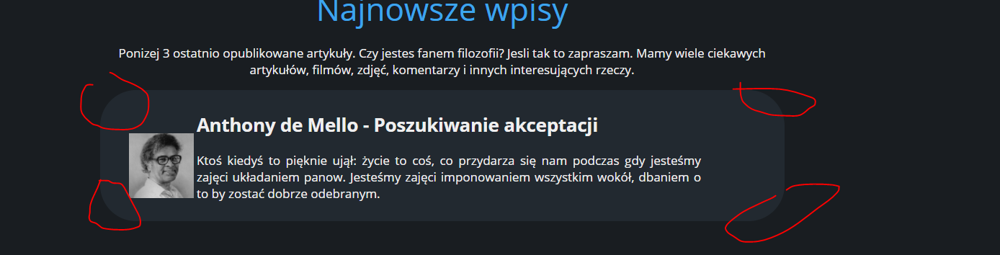 Najnowsze wpisy
Ponizej 3 ostatnio opublikowane artykuły. Czy jestes fanem filozofii? Jesli tak to zapraszam. Mamy wiele ciekawych
artykułów, filmów, zdjęć, komentarzy i innych interesujących rzeczy.
Anthony de Mello - Poszukiwanie akceptacji
Ktoś kiedyś to pięknie ujął: życie to coś, co przydarza się nam podczas gdy jesteśmy
zajęci układaniem panow. Jesteśmy zajęci imponowaniem wszystkim wokół, dbaniem o
to by zostać dobrze odebranym.